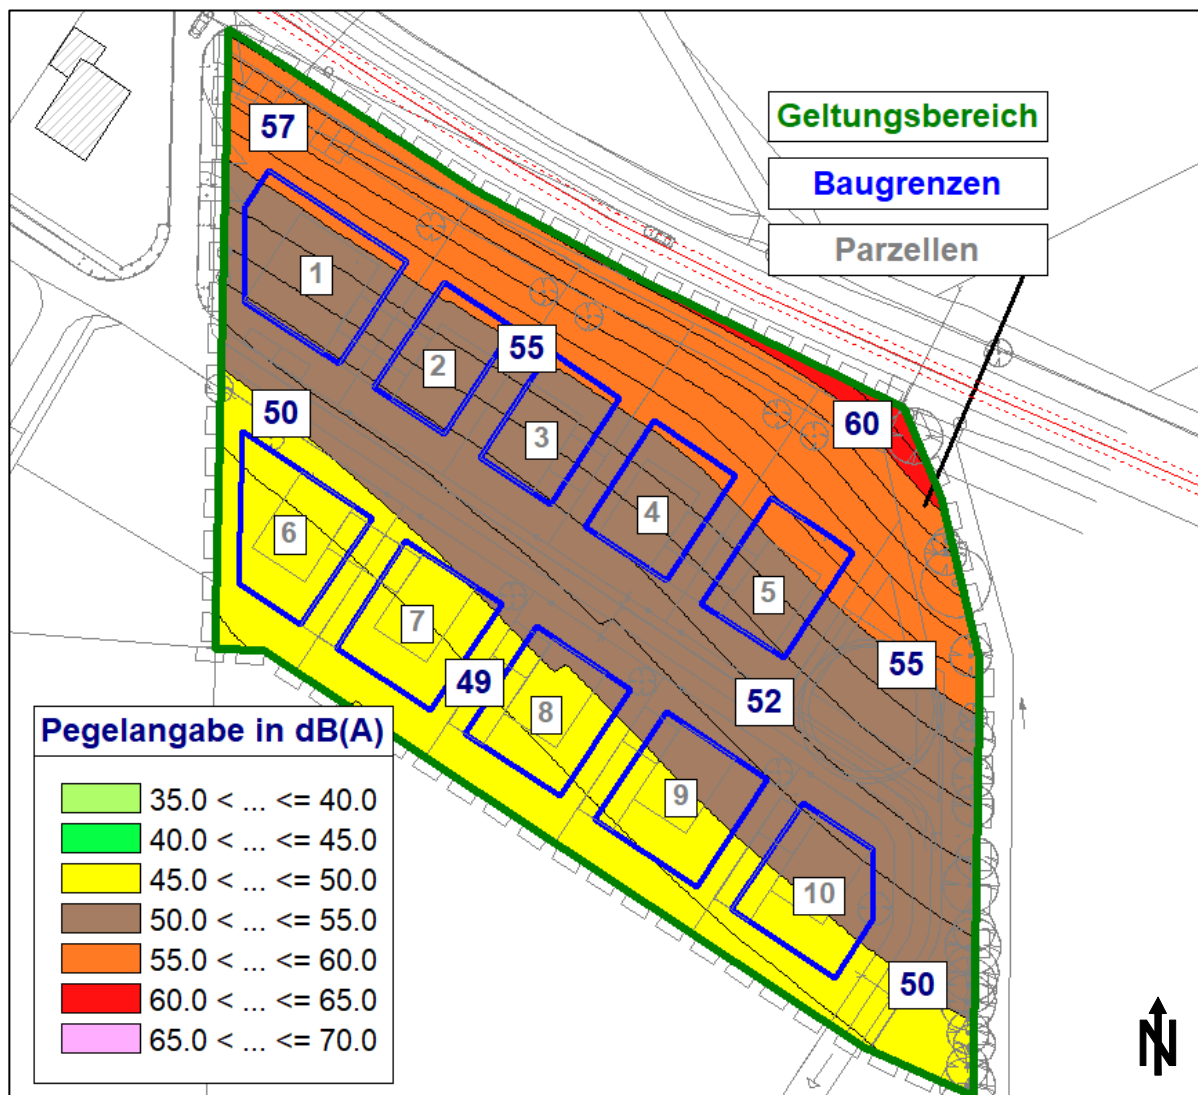 57
Geltungsbereich
Baugrenzen
Parzellen
1
2
55
3
50
60
4
6
5
7
49
8
52
55
9
10
50
Pegelangabe in dB(A)
35.0 < ... <= 40.0
40.0 < ... <= 45.0
45.0 < ... <= 50.0
50.0 < ... <= 55.0
55.0 < ... <= 60.0
60.0 < ... <= 65.0
65.0 < ... <= 70.0
N